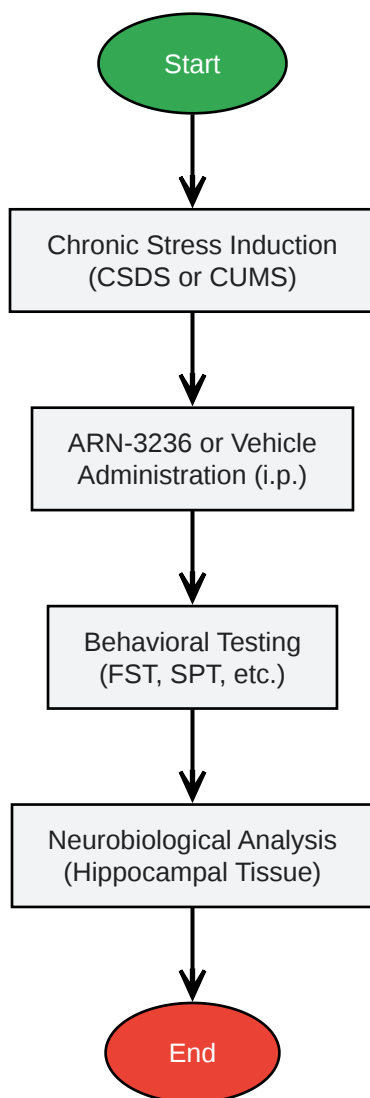 Start
Chronic Stress Induction
(CSDS or CUMS)
ARN-3236 or Vehicle
Administration (i.p.)
Behavioral Testing
(FST, SPT, etc.)
Neurobiological Analysis
(Hippocampal Tissue)
End